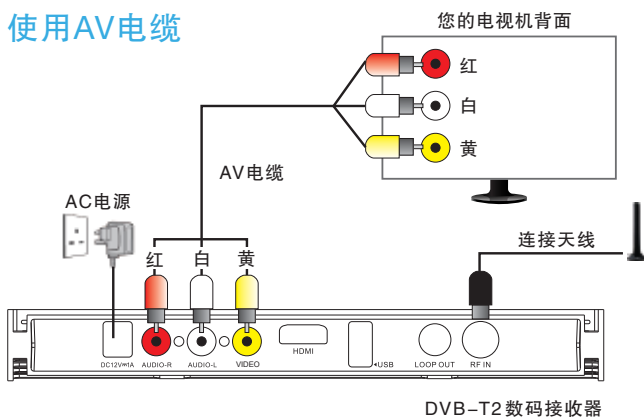 使用AV电缆
您的电视机背面
红
白
黄
AV电缆
AC电源
连接天线
红 白 黄
DC12V⎓1A AUDIO-R AUDIO-L VIDEO HDMI ◂USB LOOP OUT RF IN
DVB-T2数码接收器